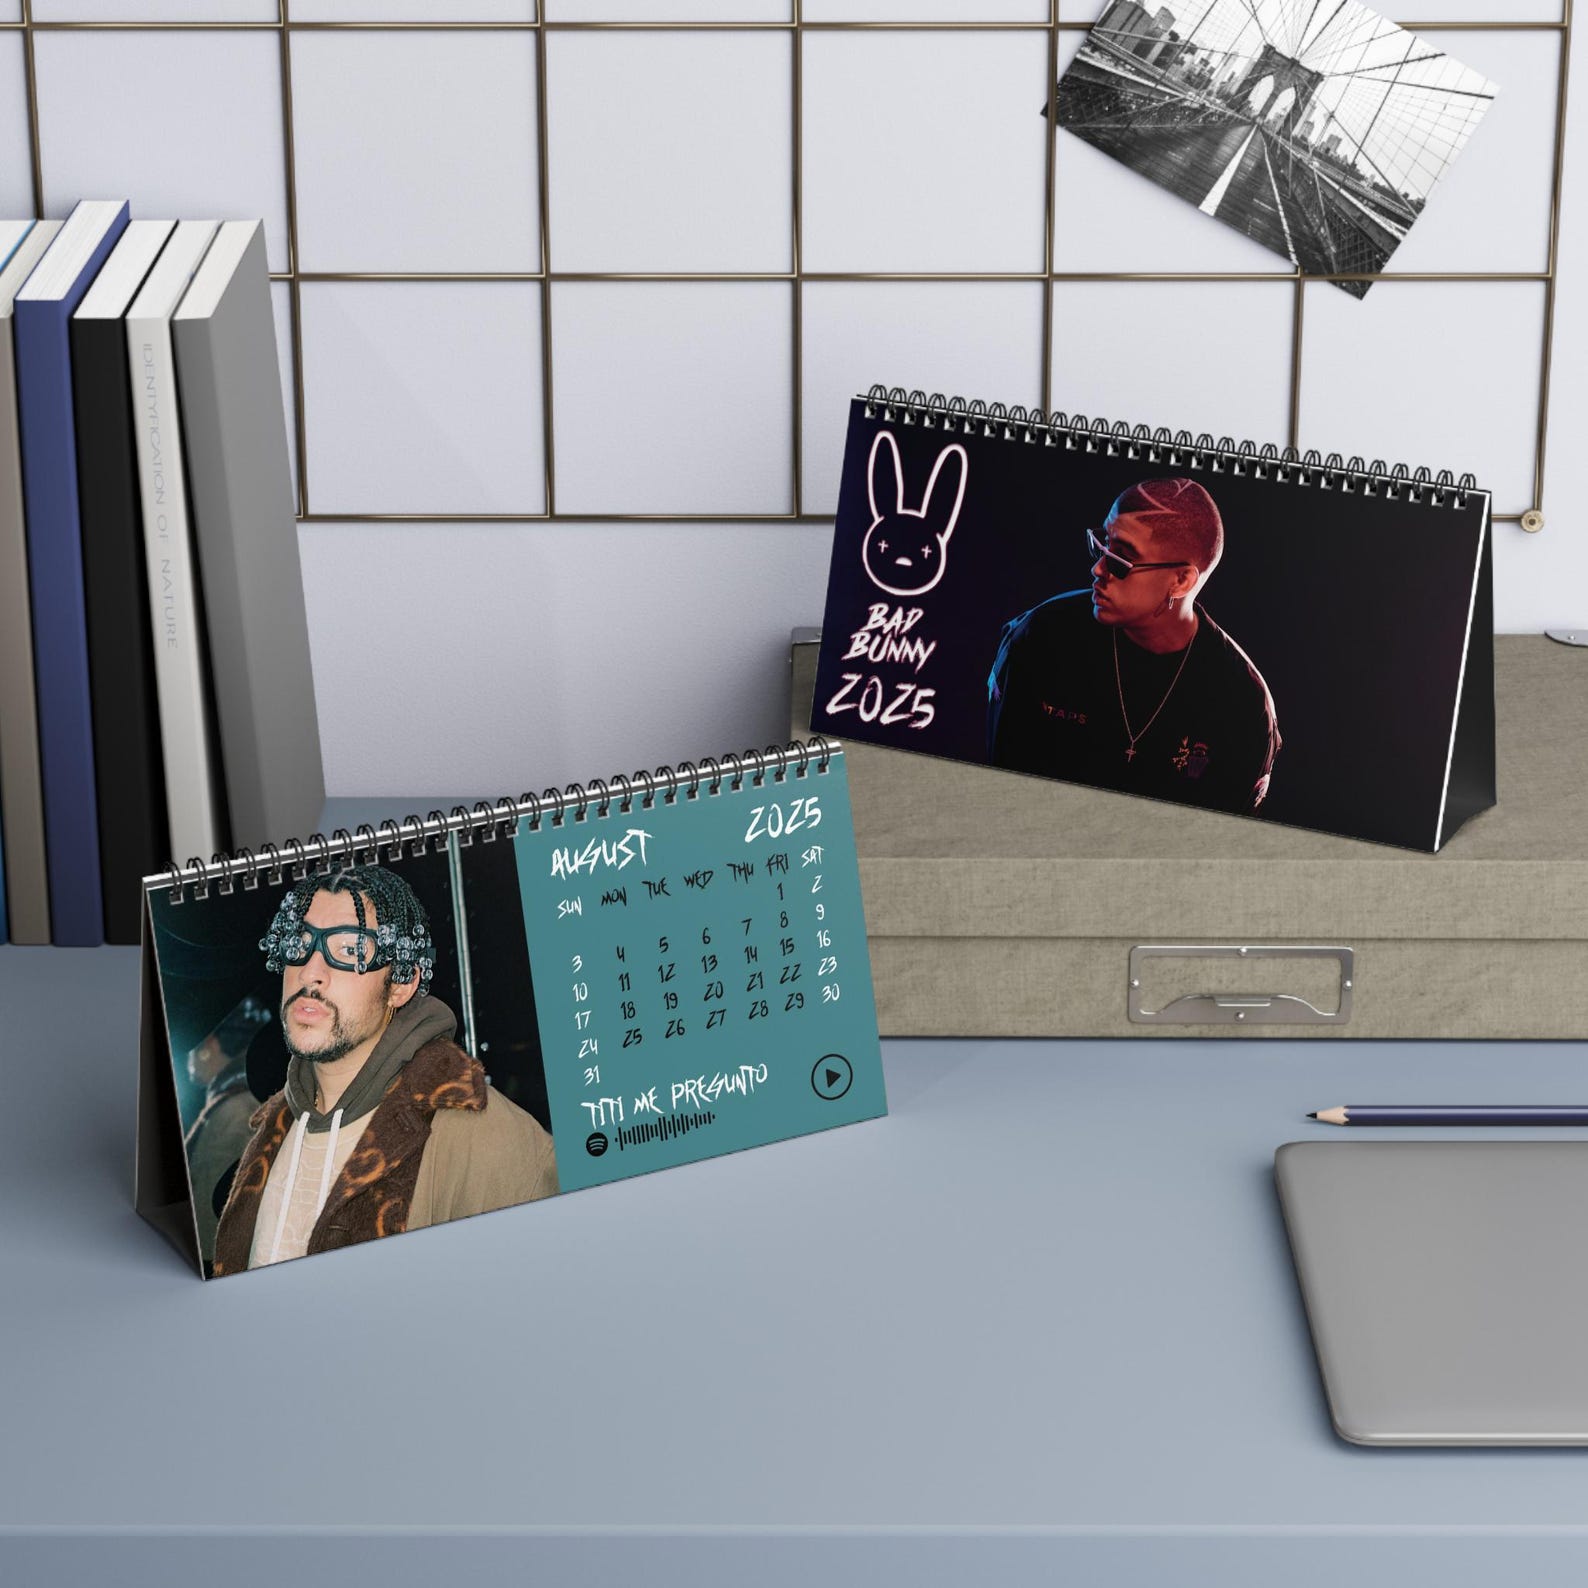 IDENTYFICATION OF NATURE
BAD
BUNNY
2025
TAPS
AUGUST 2025
SUN MON TUE WED THU FRI SAT
1 2
3 4 5 6 7 8 9
10 11 12 13 14 15 16
17 18 19 20 21 22 23
24 25 26 27 28 29 30
31
TITI ME PREGUNTO